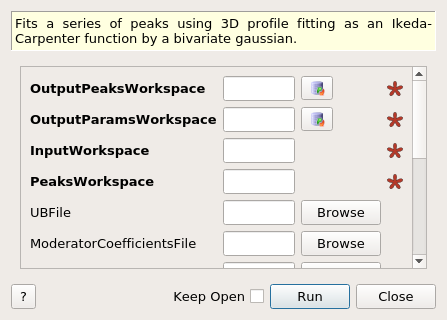 Fits a series of peaks using 3D profile fitting as an Ikeda-
Carpenter function by a bivariate gaussian.
OutputPeaksWorkspace
OutputParamsWorkspace
InputWorkspace
PeaksWorkspace
UBFile Browse
ModeratorCoefficientsFile Browse
? Keep Open Run Close